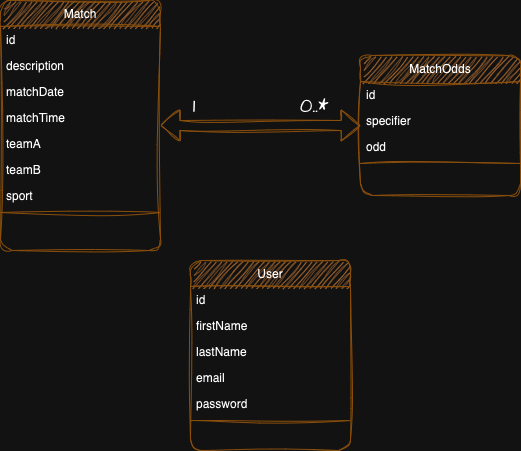 Match
id
description
matchDate
matchTime
teamA
teamB
sport
1
0..*
MatchOdds
id
specifier
odd
User
id
firstName
lastName
email
password